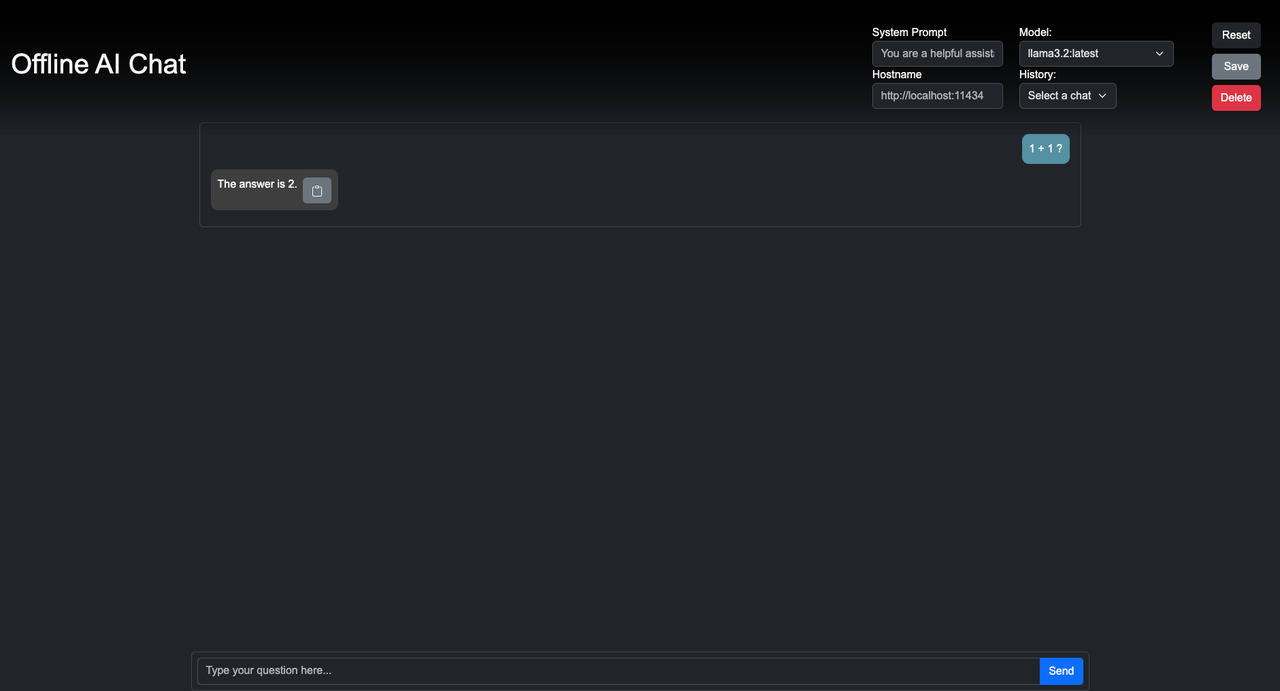 Offline AI Chat
System Prompt
You are a helpful assist
Hostname
http://localhost:11434
Model:
llama3.2:latest
History:
Select a chat
Reset
Save
Delete
1 + 1 ?
The answer is 2.
Type your question here...
Send